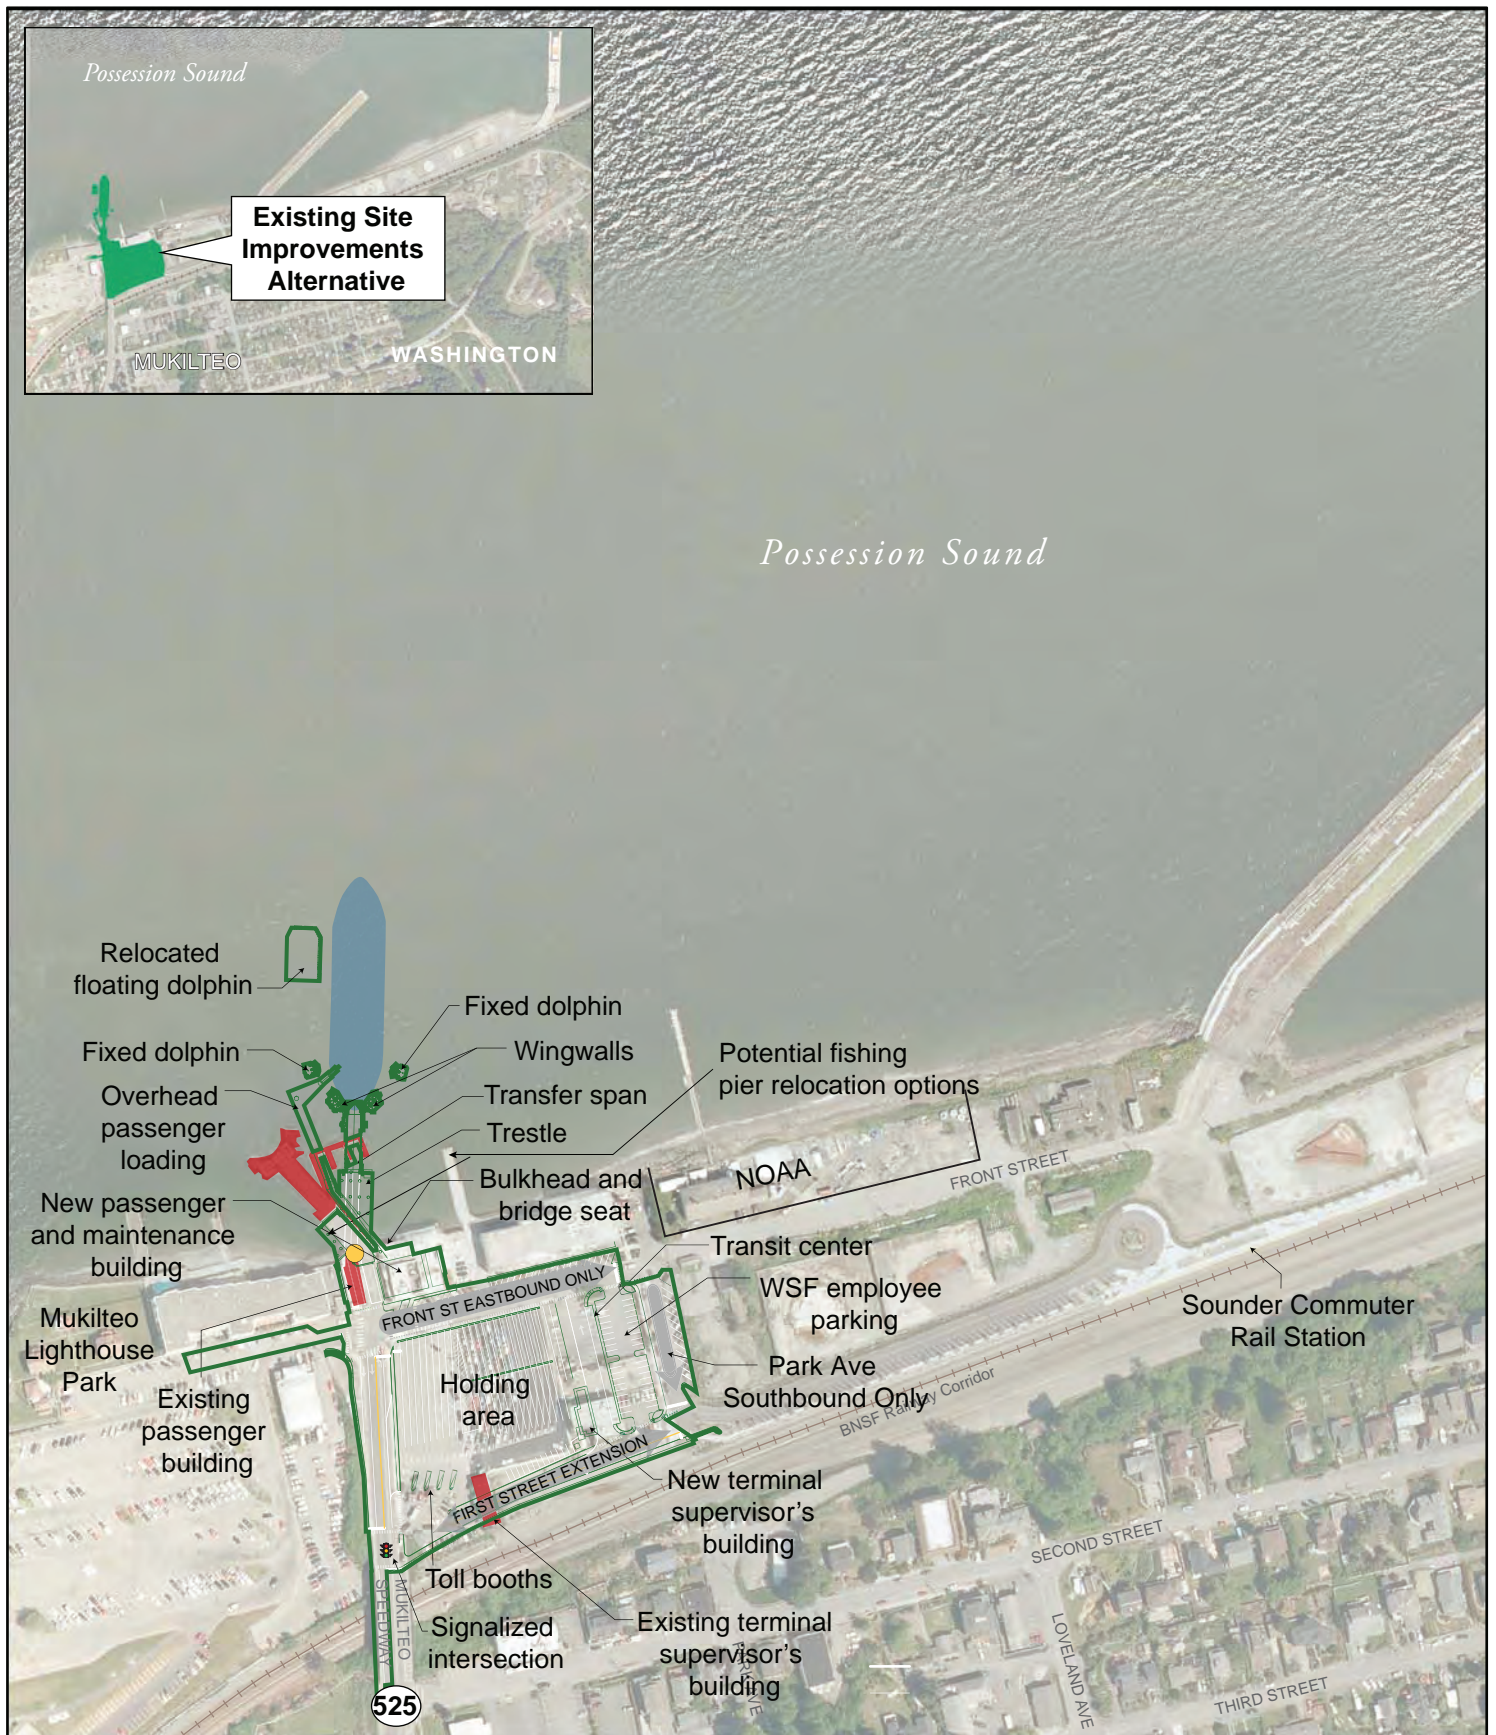 Possession Sound
Existing Site
Improvements
Alternative
MUKILTEO
WASHINGTON
Possession Sound
Relocated
floating dolphin
Fixed dolphin
Fixed dolphin
Wingwalls
Overhead
passenger
loading
Transfer span
Trestle
Potential fishing
pier relocation options
New passenger
and maintenance
building
Bulkhead and
bridge seat
NOAA
FRONT STREET
Transit center
WSF employee
parking
FRONT ST EASTBOUND ONLY
Mukilteo
Lighthouse
Park
Sounder Commuter
Rail Station
Park Ave
Southbound Only
Holding
area
Existing
passenger
building
BNSF Railway Corridor
FIRST STREET EXTENSION
New terminal
supervisor's
building
SECOND STREET
Toll booths
MUKILTEO
SPEEDWAY
Signalized
intersection
Existing terminal
supervisor's
building
PARK AVE
LOVELAND AVE
THIRD STREET
525